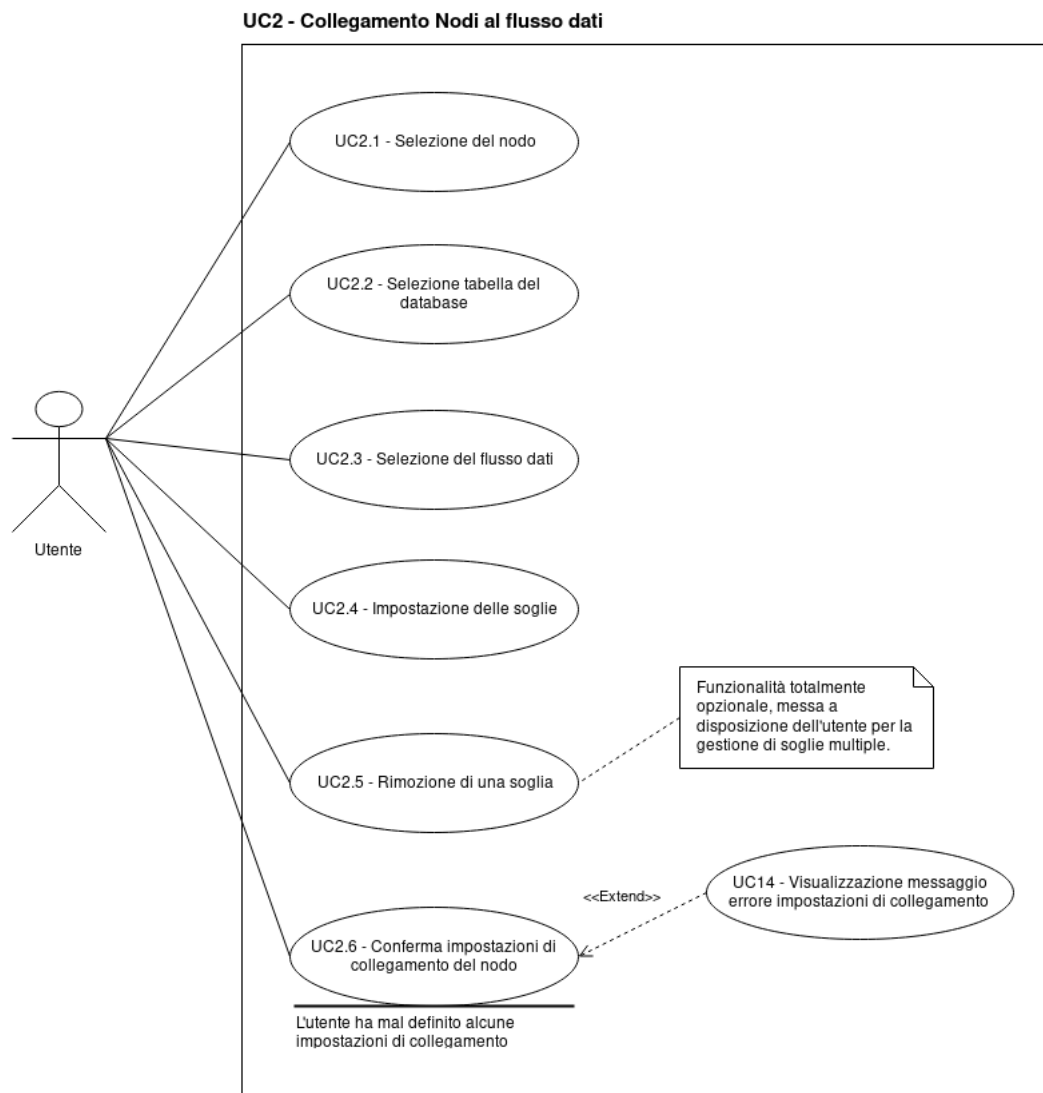 UC2 - Collegamento Nodi al flusso dati
UC2.1 - Selezione del nodo
UC2.2 - Selezione tabella del
database
UC2.3 - Selezione del flusso dati
Utente
UC2.4 - Impostazione delle soglie
Funzionalità totalmente
opzionale, messa a
disposizione dell'utente per la
gestione di soglie multiple.
UC2.5 - Rimozione di una soglia
UC14 - Visualizzazione messaggio
errore impostazioni di collegamento
<<Extend>>
UC2.6 - Conferma impostazioni di
collegamento del nodo
L'utente ha mal definito alcune
impostazioni di collegamento